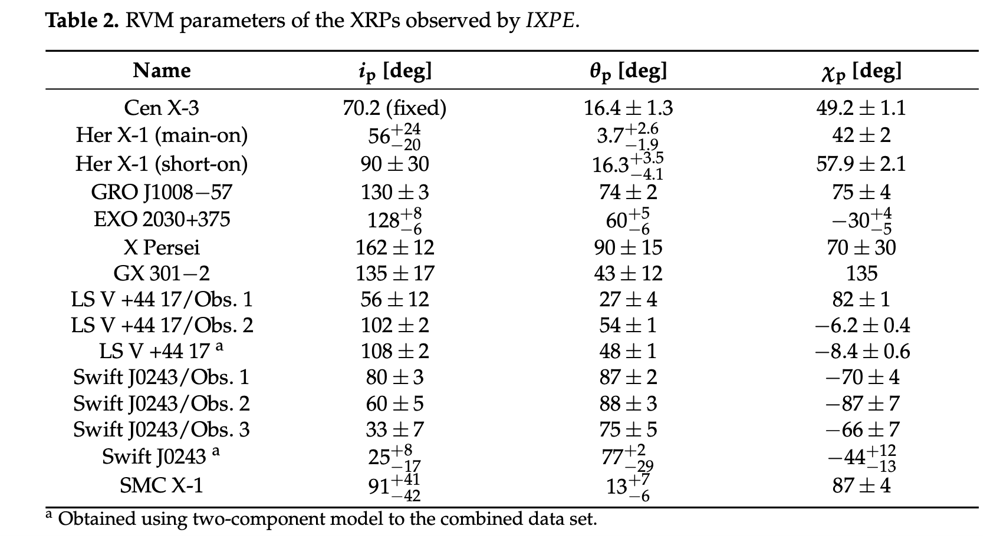 Table 2. RVM parameters of the XRPs observed by IXPE.
Name i_p [deg] θ_p [deg] χ_p [deg]
Cen X-3 70.2 (fixed) 16.4 ± 1.3 49.2 ± 1.1
Her X-1 (main-on) 56^{+24}_{−20} 3.7^{+2.6}_{−1.9} 42 ± 2
Her X-1 (short-on) 90 ± 30 16.3^{+3.5}_{−4.1} 57.9 ± 2.1
GRO J1008−57 130 ± 3 74 ± 2 75 ± 4
EXO 2030+375 128^{+8}_{−6} 60^{+5}_{−6} −30^{+4}_{−5}
X Persei 162 ± 12 90 ± 15 70 ± 30
GX 301−2 135 ± 17 43 ± 12 135
LS V +44 17/Obs. 1 56 ± 12 27 ± 4 82 ± 1
LS V +44 17/Obs. 2 102 ± 2 54 ± 1 −6.2 ± 0.4
LS V +44 17 ^a 108 ± 2 48 ± 1 −8.4 ± 0.6
Swift J0243/Obs. 1 80 ± 3 87 ± 2 −70 ± 4
Swift J0243/Obs. 2 60 ± 5 88 ± 3 −87 ± 7
Swift J0243/Obs. 3 33 ± 7 75 ± 5 −66 ± 7
Swift J0243 ^a 25^{+8}_{−17} 77^{+2}_{−29} −44^{+12}_{−13}
SMC X-1 91^{+41}_{−42} 13^{+7}_{−6} 87 ± 4
^a Obtained using two-component model to the combined data set.